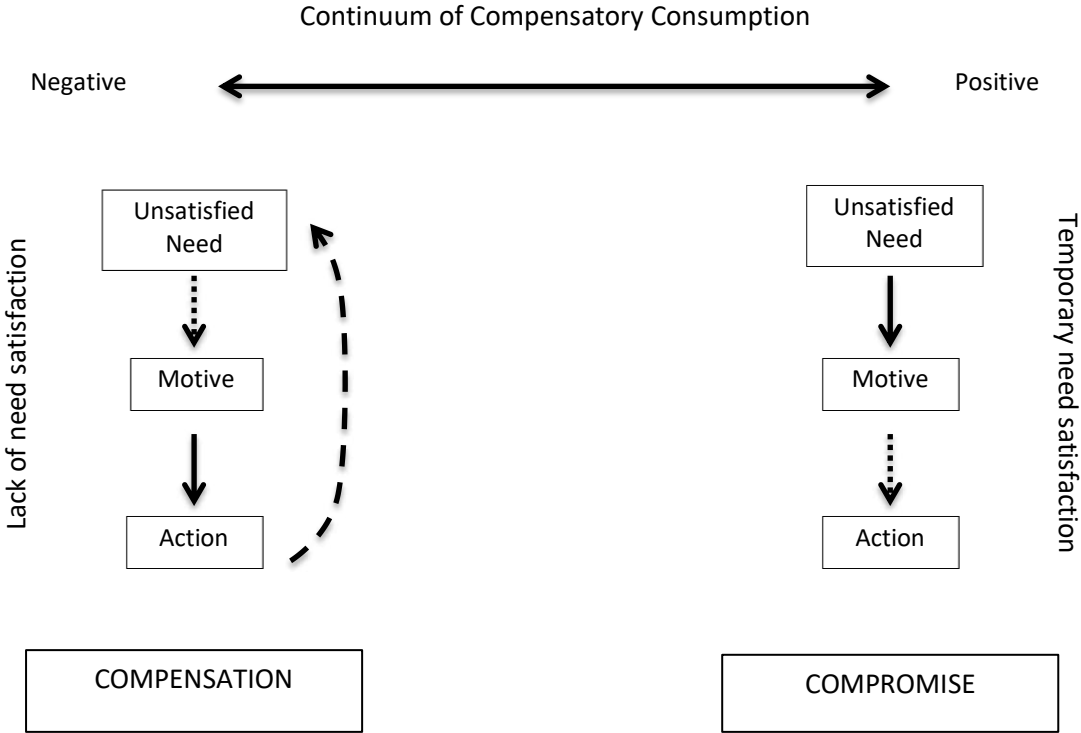 Continuum of Compensatory Consumption
Negative
Positive
Lack of need satisfaction
Unsatisfied
Need
Motive
Action
COMPENSATION
Unsatisfied
Need
Motive
Action
COMPROMISE
Temporary need satisfaction